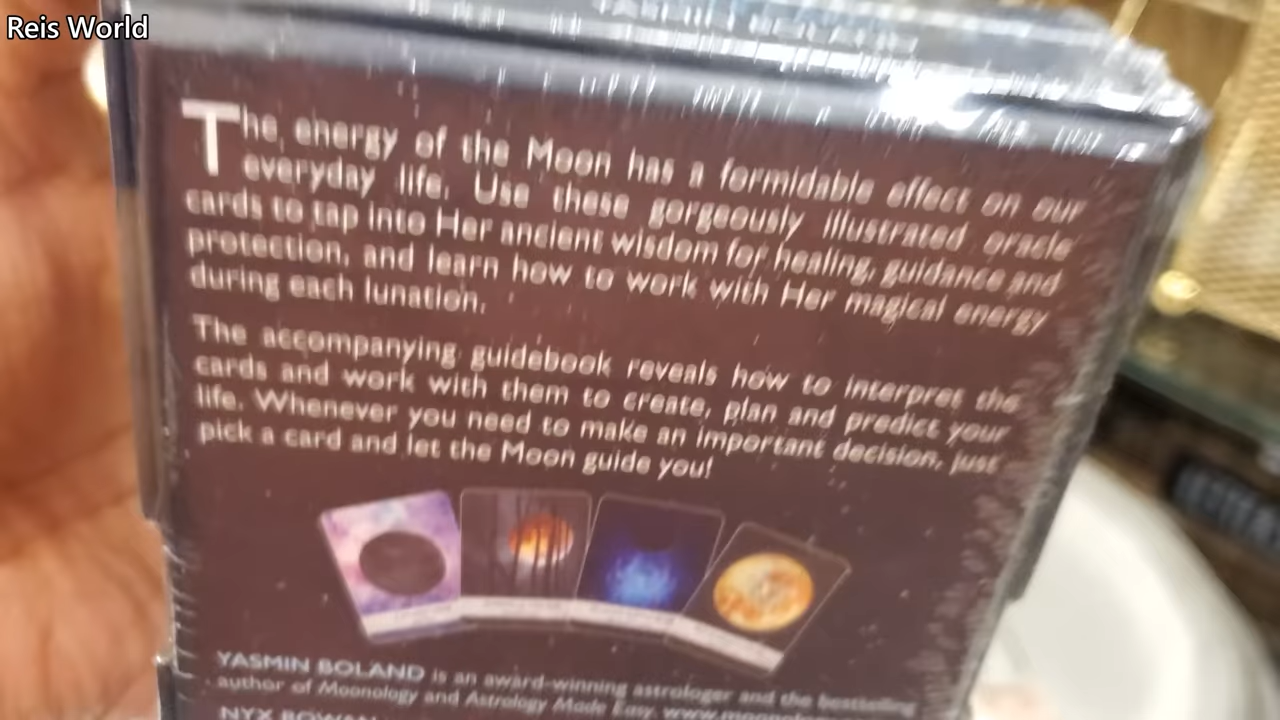 Reis World
YASMIN BOLAND
The energy of the Moon has a formidable effect on our
everyday life. Use these gorgeously illustrated oracle
cards to tap into Her ancient wisdom for healing, guidance and
protection, and learn how to work with Her magical energy
during each lunation.
The accompanying guidebook reveals how to interpret the
cards and work with them to create, plan and predict your
life. Whenever you need to make an important decision, just
pick a card and let the Moon guide you!
YASMIN BOLAND is an award-winning astrologer and the bestselling
author of Moonology and Astrology Made Easy.
NYX ROWAN